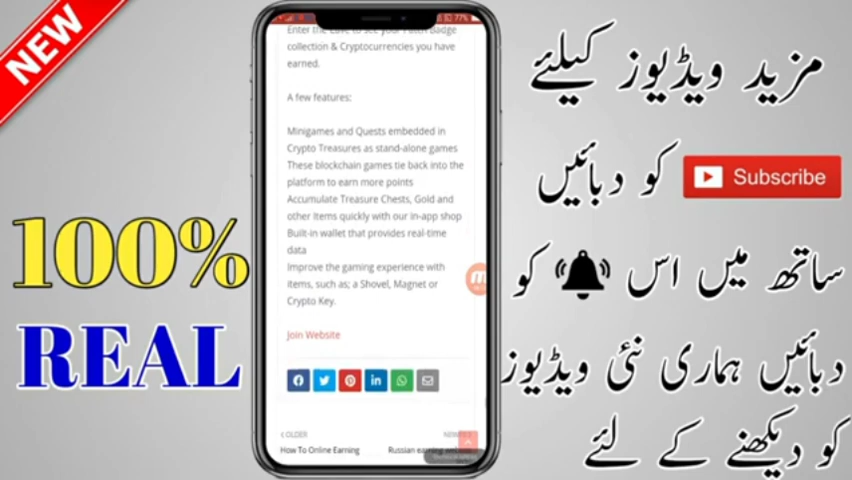 NEW
100%
REAL
77%
Enter the Cave to see your Badge
collection & Cryptocurrencies you have
earned.
A few features:
Minigames and Quests embedded in
Crypto Treasures as stand-alone games
These blockchain games tie back into the
platform to earn more points
Accumulate Treasure Chests, Gold and
other Items quickly with our in-app shop
Built-in wallet that provides real-time
data
Improve the gaming experience with
items, such as; a Shovel, Magnet or
Crypto Key.
Join Website
OLDER
NEWER
How To Online Earning
Russian earning
مزید ویڈیوز کیلئے
Subscribe کو دبائیں
ساتھ میں اس کو
دبائیں ہماری نئی ویڈیوز
کو دیکھنے کے لئے